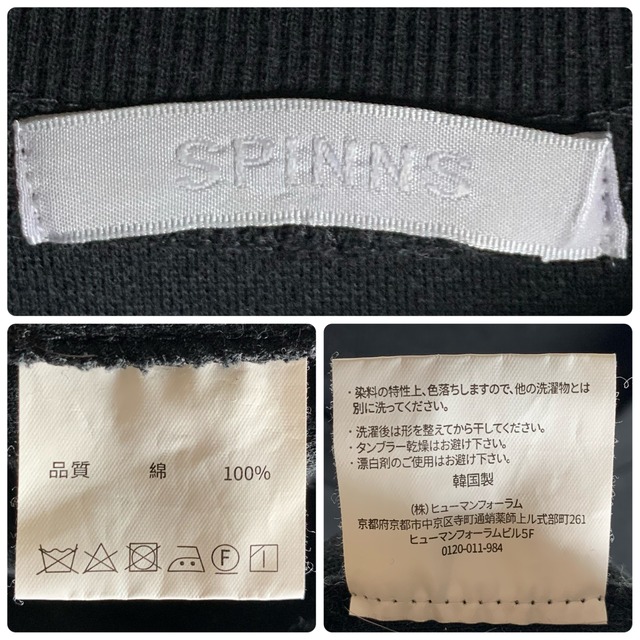 SPINNS
品質 綿 100%
・染料の特性上、色落ちしますので、他の洗濯物とは
別に洗ってください。
・洗濯後は形を整えてから干してください。
・タンブラー乾燥はお避け下さい。
・漂白剤のご使用はお避け下さい。
韓国製
(株)ヒューマンフォーラム
京都府京都市中京区寺町通蛸薬師上ル式部町261
ヒューマンフォーラムビル5F
0120-011-984